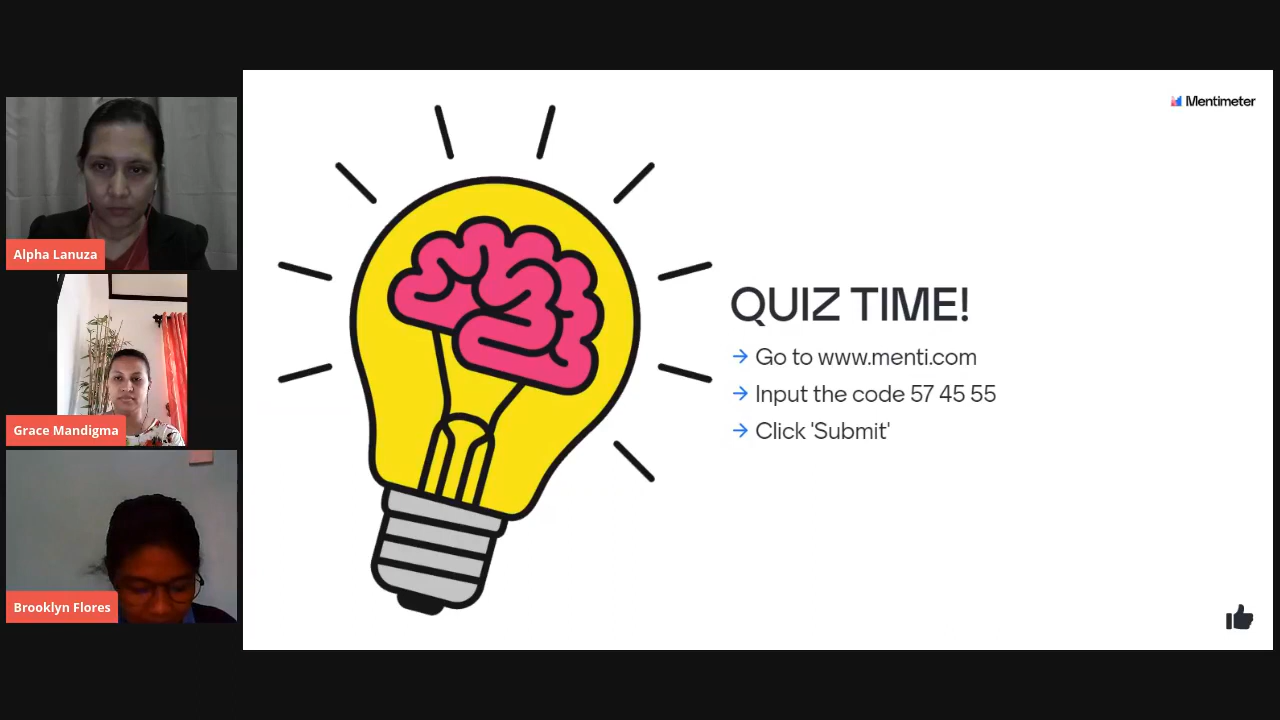 Mentimeter
Alpha Lanuza
Grace Mandigma
Brooklyn Flores
QUIZ TIME!
→ Go to www.menti.com
→ Input the code 57 45 55
→ Click 'Submit'